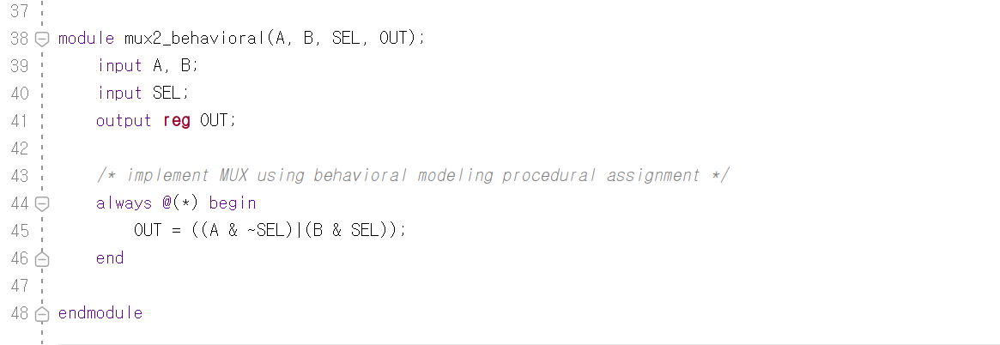 37
38 module mux2_behavioral(A, B, SEL, OUT);
39     input A, B;
40     input SEL;
41     output reg OUT;
42
43     /* implement MUX using behavioral modeling procedural assignment */
44     always @(*) begin
45         OUT = ((A & ~SEL)|(B & SEL));
46     end
47
48 endmodule